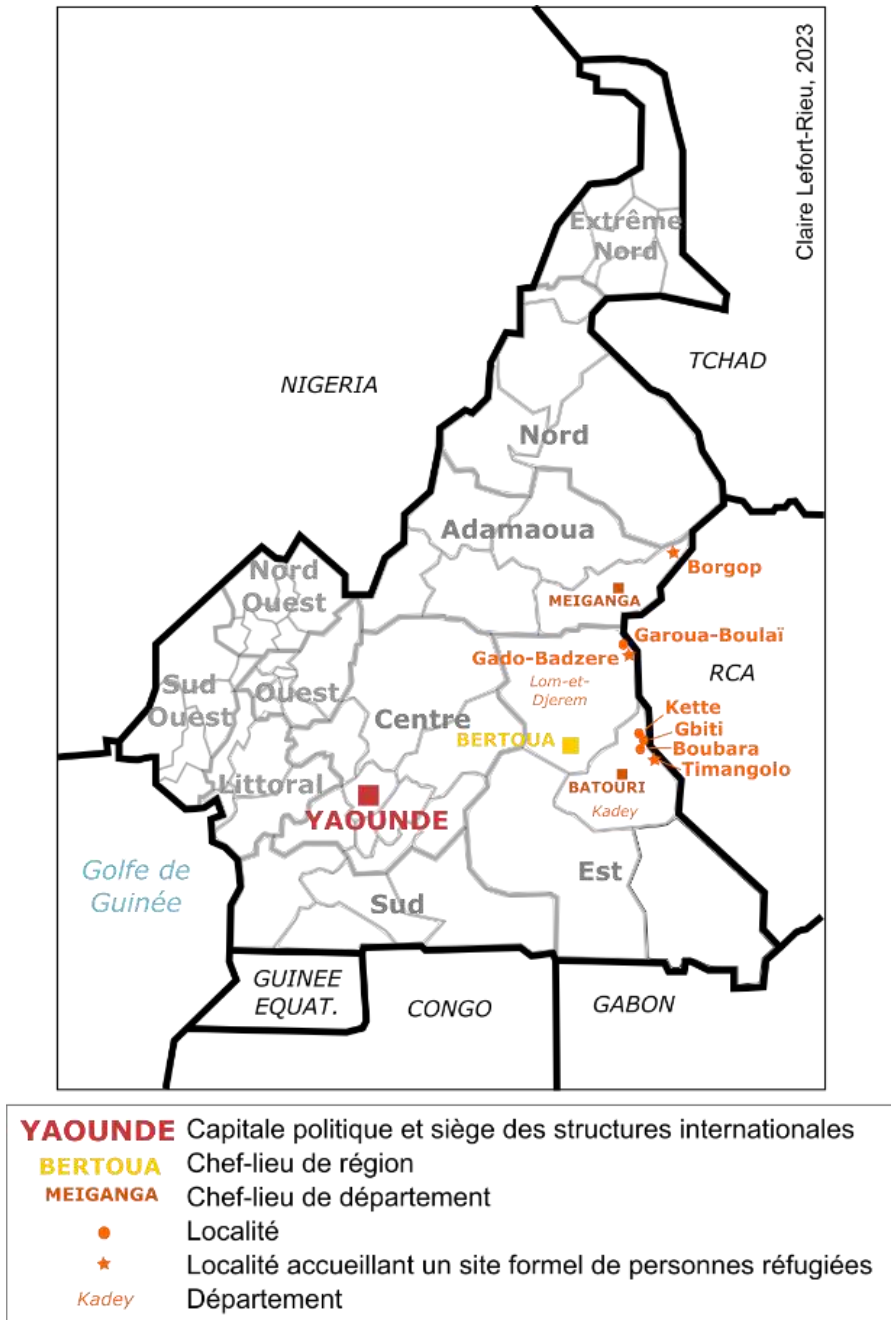 Claire Lefort-Rieu, 2023
Extrême
Nord
TCHAD
NIGERIA
Nord
Adamaoua
Borgop
Nord
Ouest
MEIGANGA
Garoua-Boulaï
Gado-Badzere
RCA
Lom-et-
Djerem
Sud
Ouest
Ouest
Kette
Centre
Gbiti
BERTOUA
Boubara
Timangolo
Littoral
BATOURI
YAOUNDE
Kadey
Golfe de
Guinée
Est
Sud
GUINEE
EQUAT.
CONGO
GABON
YAOUNDE Capitale politique et siège des structures internationales
BERTOUA Chef-lieu de région
MEIGANGA Chef-lieu de département
Localité
Localité accueillant un site formel de personnes réfugiées
Kadey Département